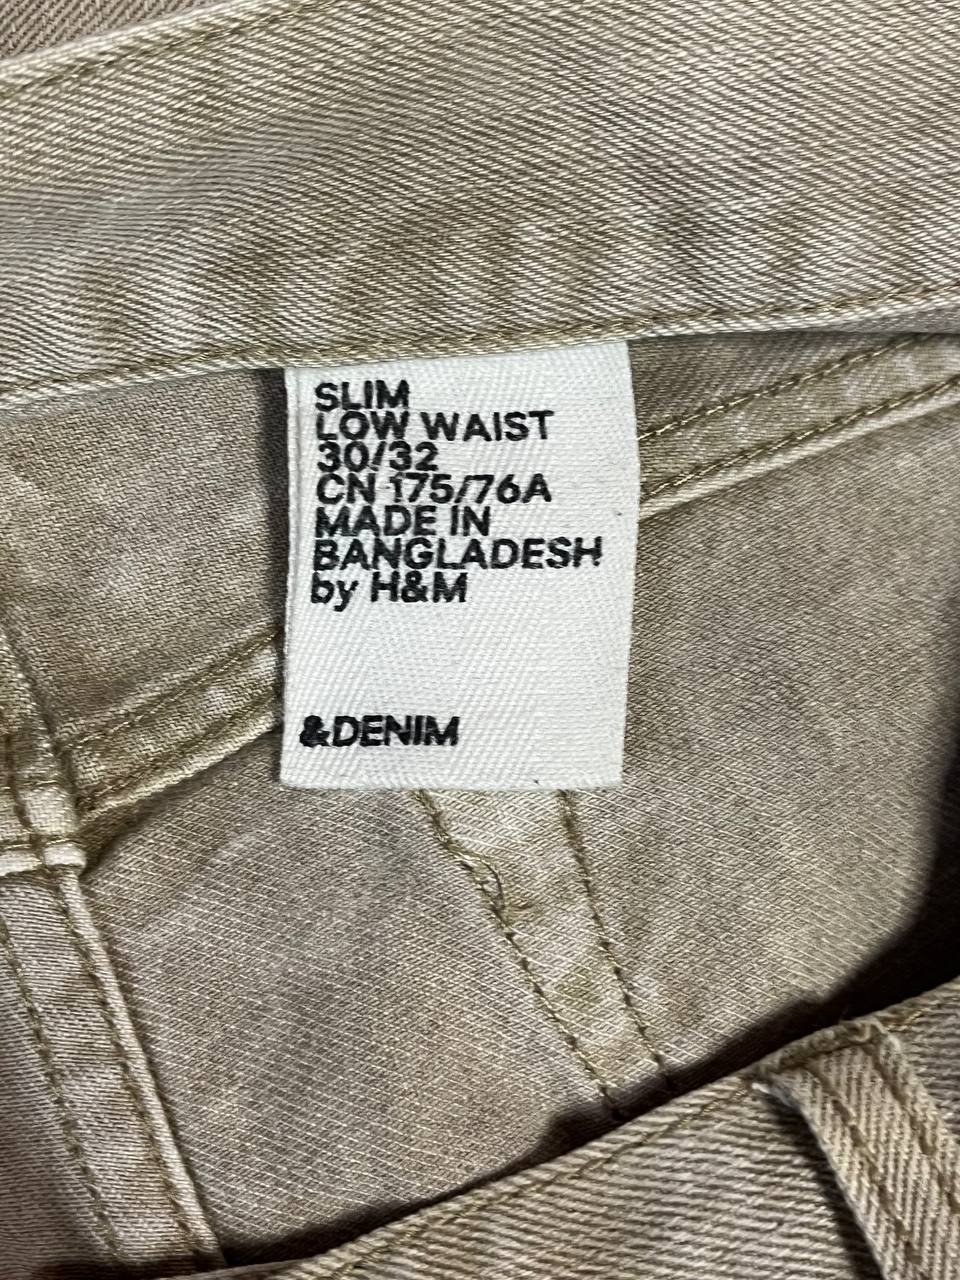 SLIM
LOW WAIST
30/32
CN 175/76A
MADE IN
BANGLADESH
by H&M
&DENIM